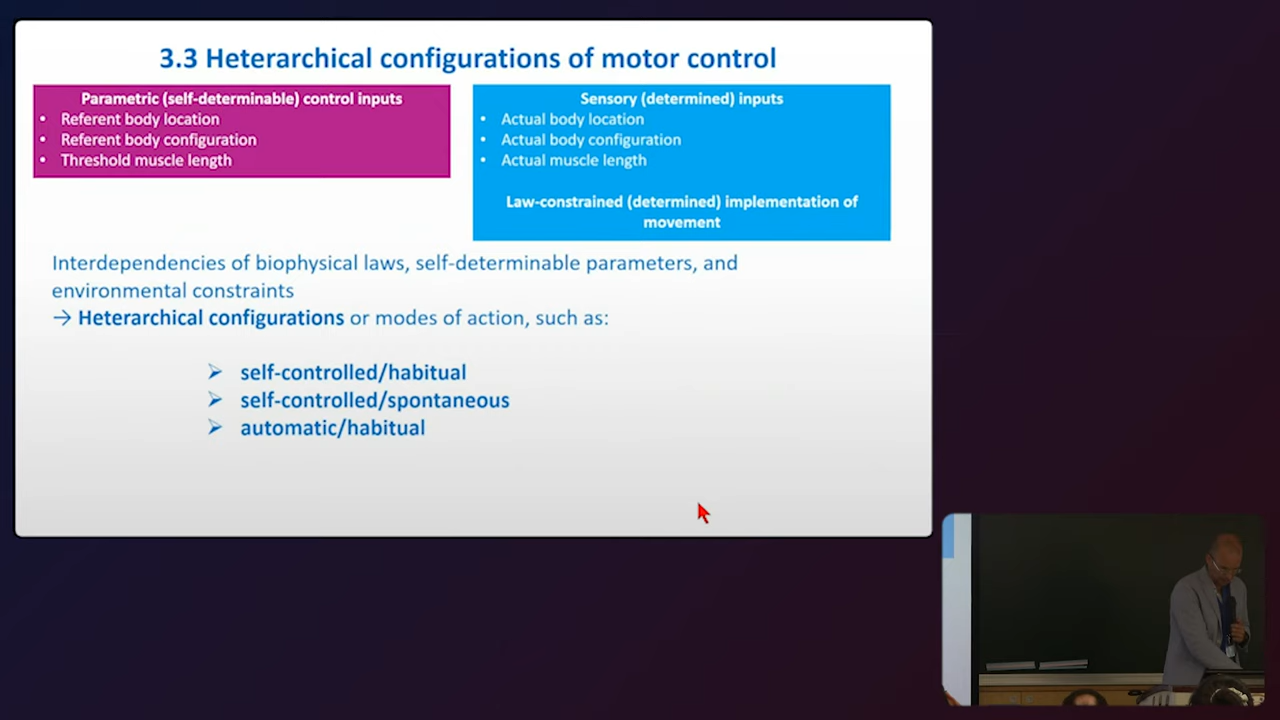 3.3 Heterarchical configurations of motor control
Parametric (self-determinable) control inputs
• Referent body location
• Referent body configuration
• Threshold muscle length
Sensory (determined) inputs
• Actual body location
• Actual body configuration
• Actual muscle length
Law-constrained (determined) implementation of
movement
Interdependencies of biophysical laws, self-determinable parameters, and
environmental constraints
→ Heterarchical configurations or modes of action, such as:
➢ self-controlled/habitual
➢ self-controlled/spontaneous
➢ automatic/habitual